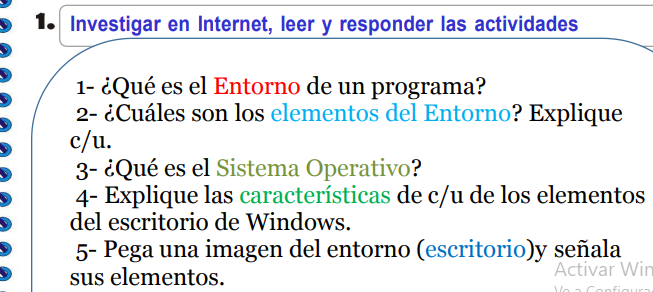 1. Investigar en Internet, leer y responder las actividades
1- ¿Qué es el Entorno de un programa?
2- ¿Cuáles son los elementos del Entorno? Explique
c/u.
3- ¿Qué es el Sistema Operativo?
4- Explique las características de c/u de los elementos
del escritorio de Windows.
5- Pega una imagen del entorno (escritorio)y señala
sus elementos.
Activar Win